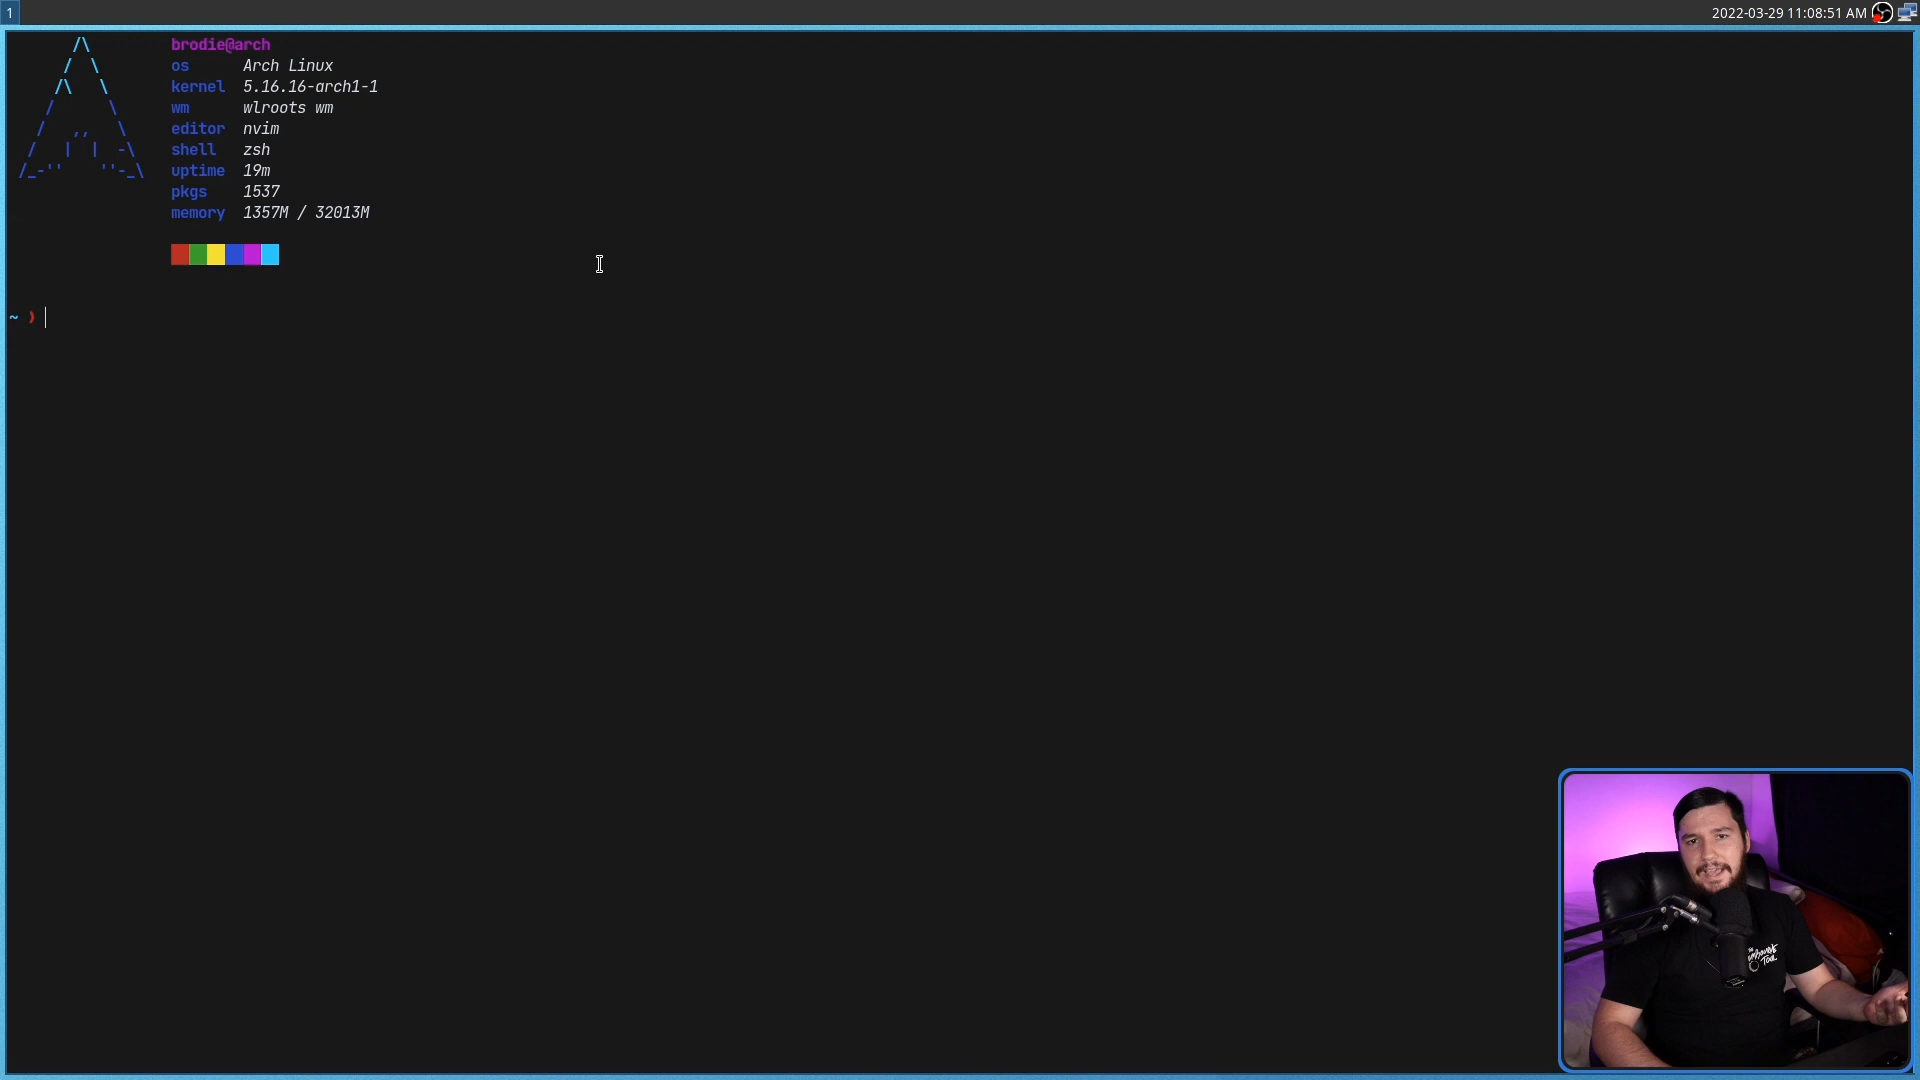 1
2022-03-29 11:08:51 AM
brodie@arch
os Arch Linux
kernel 5.16.16-arch1-1
wm wlroots wm
editor nvim
shell zsh
uptime 19m
pkgs 1537
memory 1357M / 32013M
~ ❯